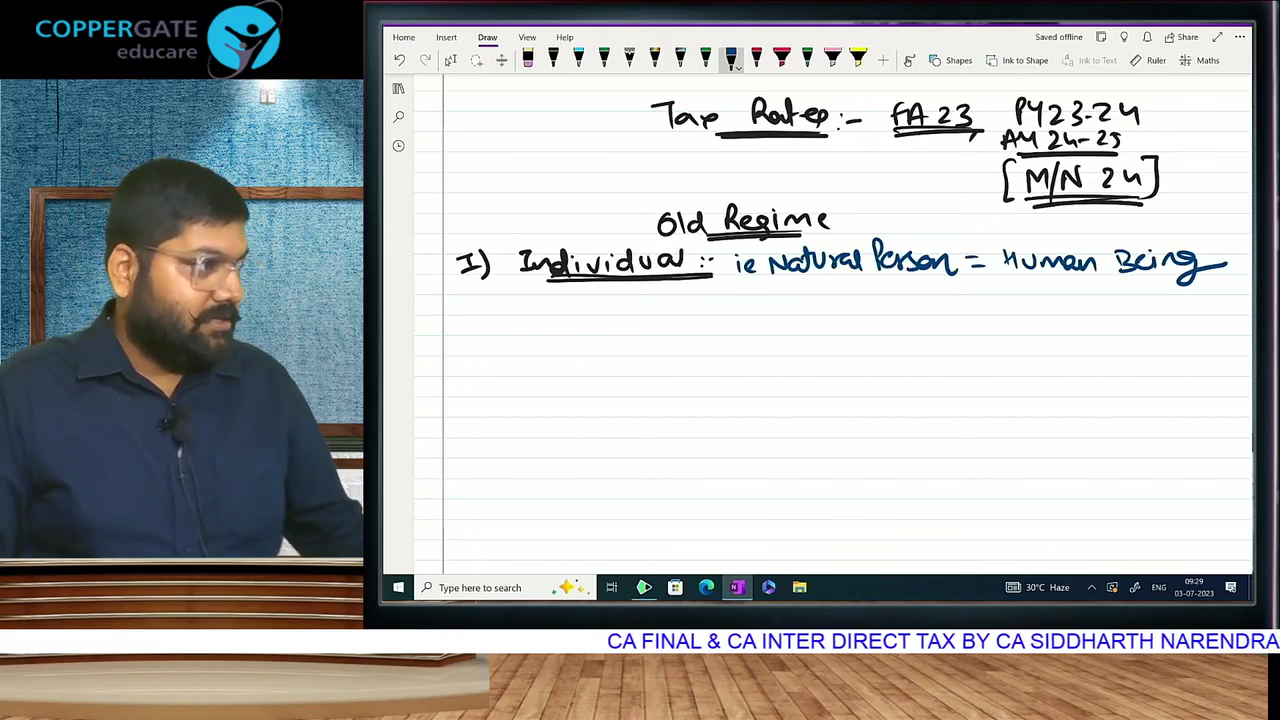 COPPERGATE
educare
Home Insert Draw View Help
Saved offline
Share
Shapes
Ink to Shape
Ink to Text
Ruler
Maths
Tax Rates :- FA 23, PY 23-24
AY 24-25
[M/N 24]
Old Regime
I) Individual :- ie Natural Person = Human Being
Type here to search
30°C Haze
ENG
09:29
03-07-2023
CA FINAL & CA INTER DIRECT TAX BY CA SIDDHARTH NARENDRA